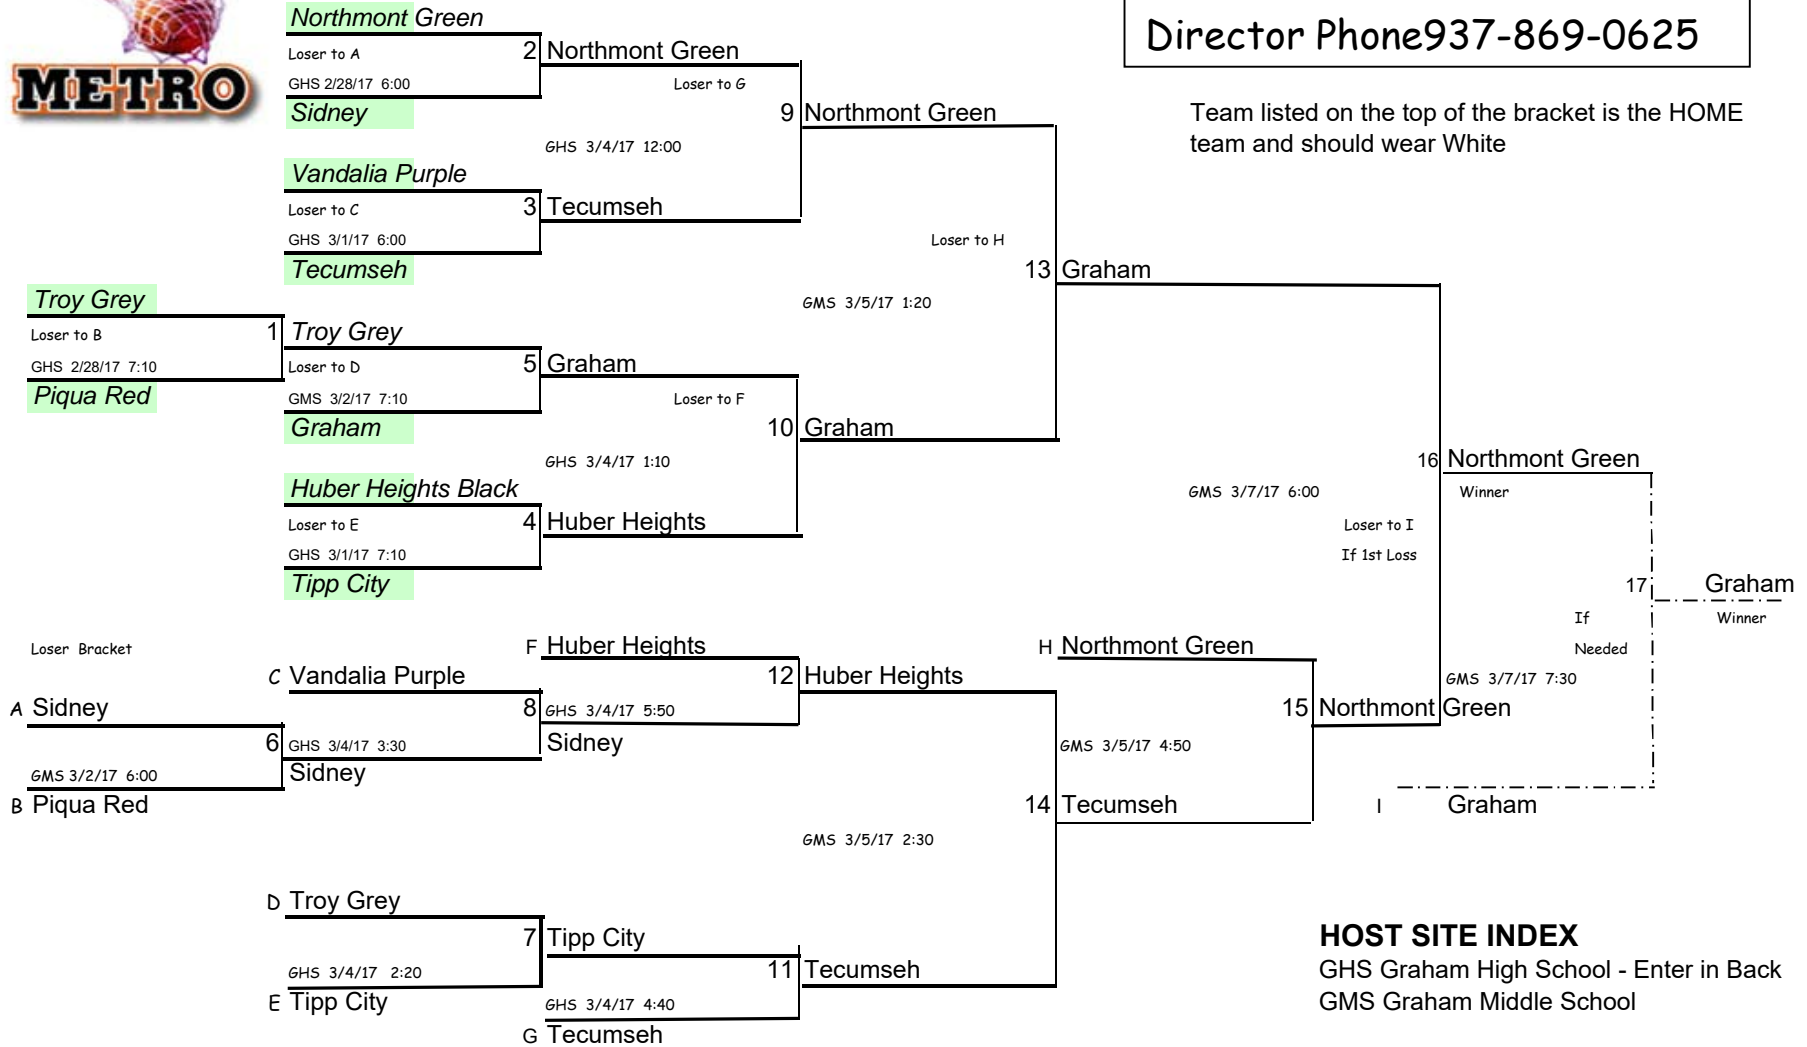 METRO
Director Phone937-869-0625
Team listed on the top of the bracket is the HOME
team and should wear White
Northmont Green
Loser to A
2 Northmont Green
GHS 2/28/17 6:00
Loser to G
Sidney
9 Northmont Green
GHS 3/4/17 12:00
Vandalia Purple
Loser to C
3 Tecumseh
GHS 3/1/17 6:00
Loser to H
Tecumseh
13 Graham
Troy Grey
GMS 3/5/17 1:20
Loser to B
1 Troy Grey
GHS 2/28/17 7:10
Loser to D
5 Graham
Piqua Red
GMS 3/2/17 7:10
Loser to F
Graham
10 Graham
GHS 3/4/17 1:10
16 Northmont Green
Huber Heights Black
GMS 3/7/17 6:00
Winner
Loser to E
4 Huber Heights
Loser to I
GHS 3/1/17 7:10
If 1st Loss
Tipp City
17 Graham
If
Needed
Winner
Loser Bracket
F Huber Heights
H Northmont Green
C Vandalia Purple
12 Huber Heights
GMS 3/7/17 7:30
A Sidney
8 GHS 3/4/17 5:50
15 Northmont Green
6 GHS 3/4/17 3:30
Sidney
GMS 3/5/17 4:50
GMS 3/2/17 6:00
Sidney
B Piqua Red
14 Tecumseh
I Graham
GMS 3/5/17 2:30
D Troy Grey
7 Tipp City
GHS 3/4/17 2:20
11 Tecumseh
E Tipp City
GHS 3/4/17 4:40
G Tecumseh
HOST SITE INDEX
GHS Graham High School - Enter in Back
GMS Graham Middle School